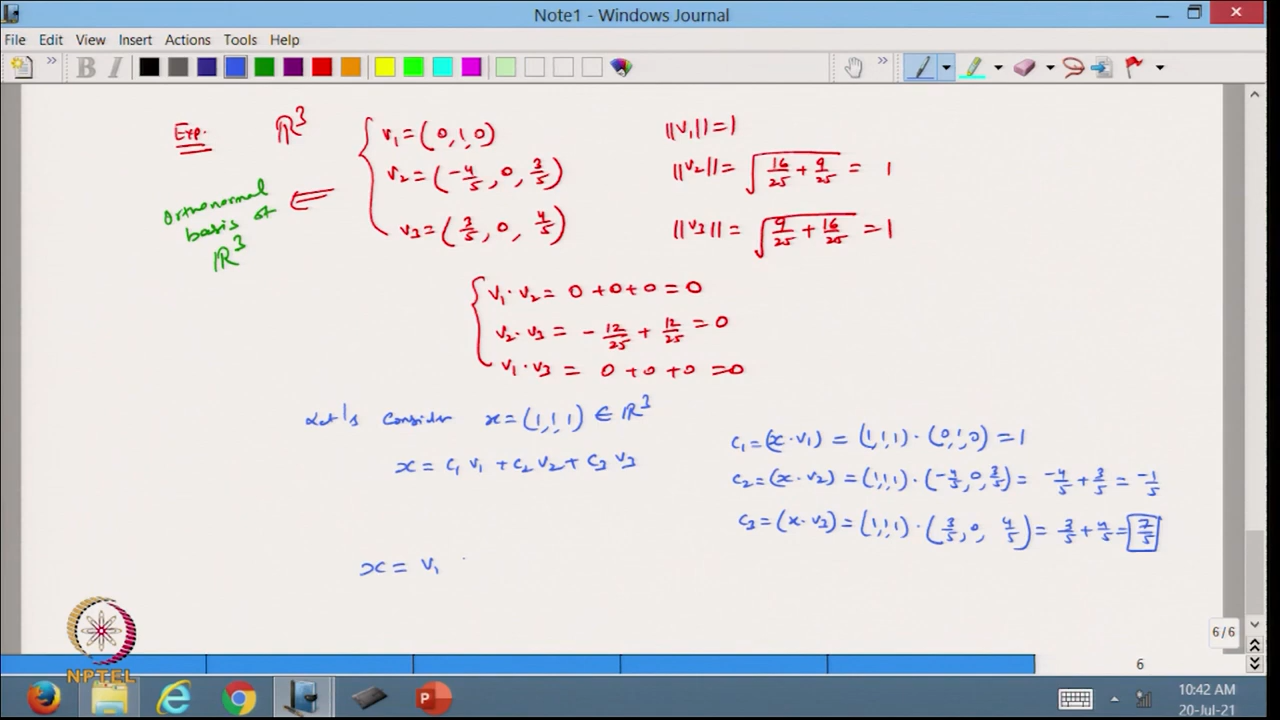 Note1 - Windows Journal
File Edit View Insert Actions Tools Help
Exp. ℝ³ v₁=(0,1,0) ||v₁||=1
v₂=(-4/5,0,3/5) ||v₂||=√(16/25+9/25)=1
Orthonormal basis of ℝ³ ⟸ v₃=(3/5,0,4/5) ||v₃||=√(9/25+16/25)=1
v₁·v₂=0+0+0=0
v₂·v₃=-12/25+12/25=0
v₁·v₃=0+0+0=0
Let's consider x=(1,1,1)∈ℝ³
x=c₁v₁+c₂v₂+c₃v₃
c₁=(x·v₁)=(1,1,1)·(0,1,0)=1
c₂=(x·v₂)=(1,1,1)·(-4/5,0,3/5)=-4/5+3/5=-1/5
c₃=(x·v₃)=(1,1,1)·(3/5,0,4/5)=3/5+4/5=7/5
x=v₁
NPTEL
6/6
6
10:42 AM
20-Jul-21